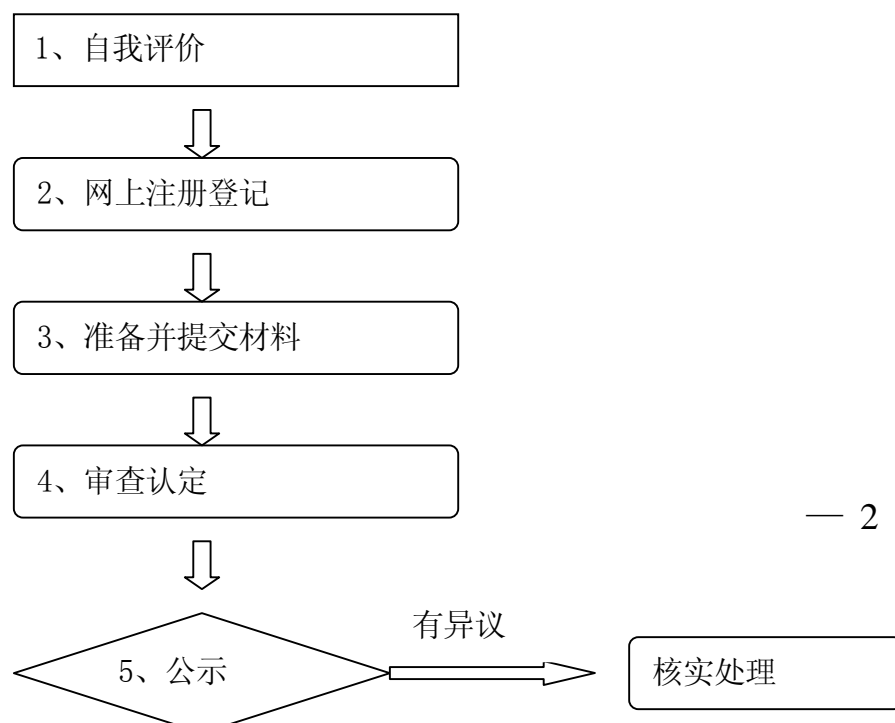 1、自我评价
2、网上注册登记
3、准备并提交材料
4、审查认定
— 2
有异议
5、公示
核实处理